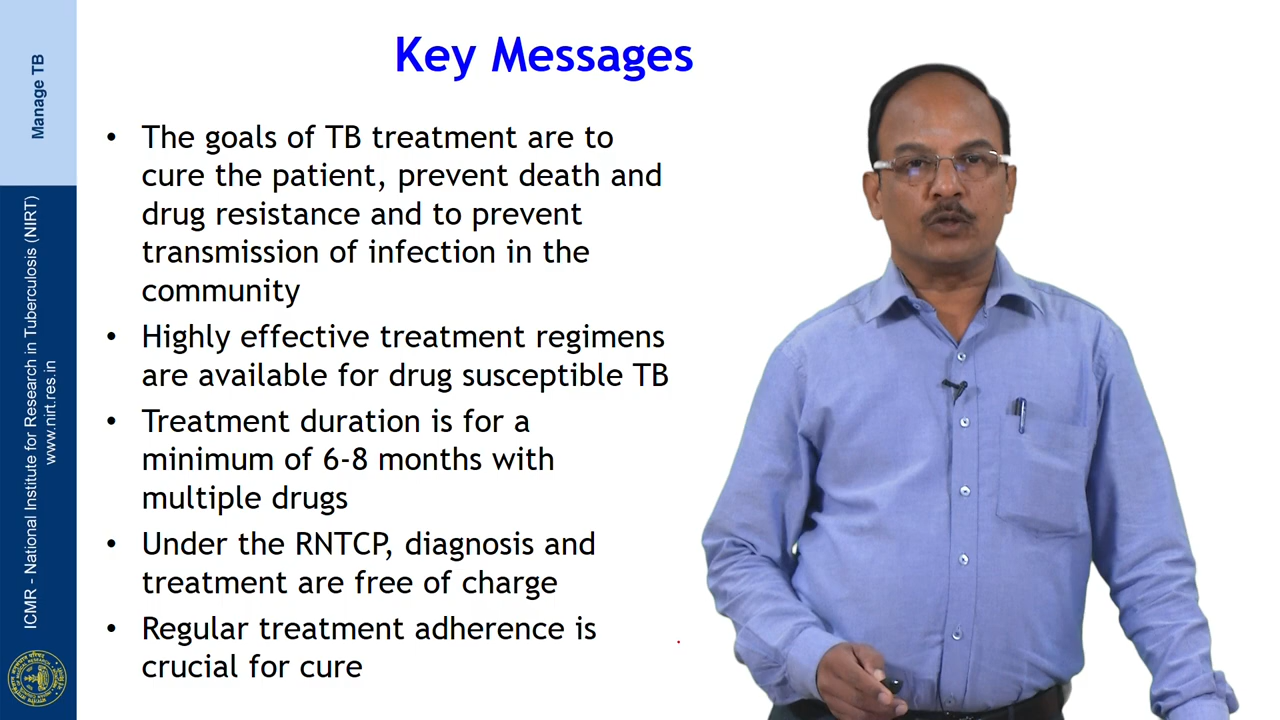 Manage TB
ICMR - National Institute for Research in Tuberculosis (NIRT)
www.nirt.res.in
Key Messages
• The goals of TB treatment are to
cure the patient, prevent death and
drug resistance and to prevent
transmission of infection in the
community
• Highly effective treatment regimens
are available for drug susceptible TB
• Treatment duration is for a
minimum of 6-8 months with
multiple drugs
• Under the RNTCP, diagnosis and
treatment are free of charge
• Regular treatment adherence is
crucial for cure